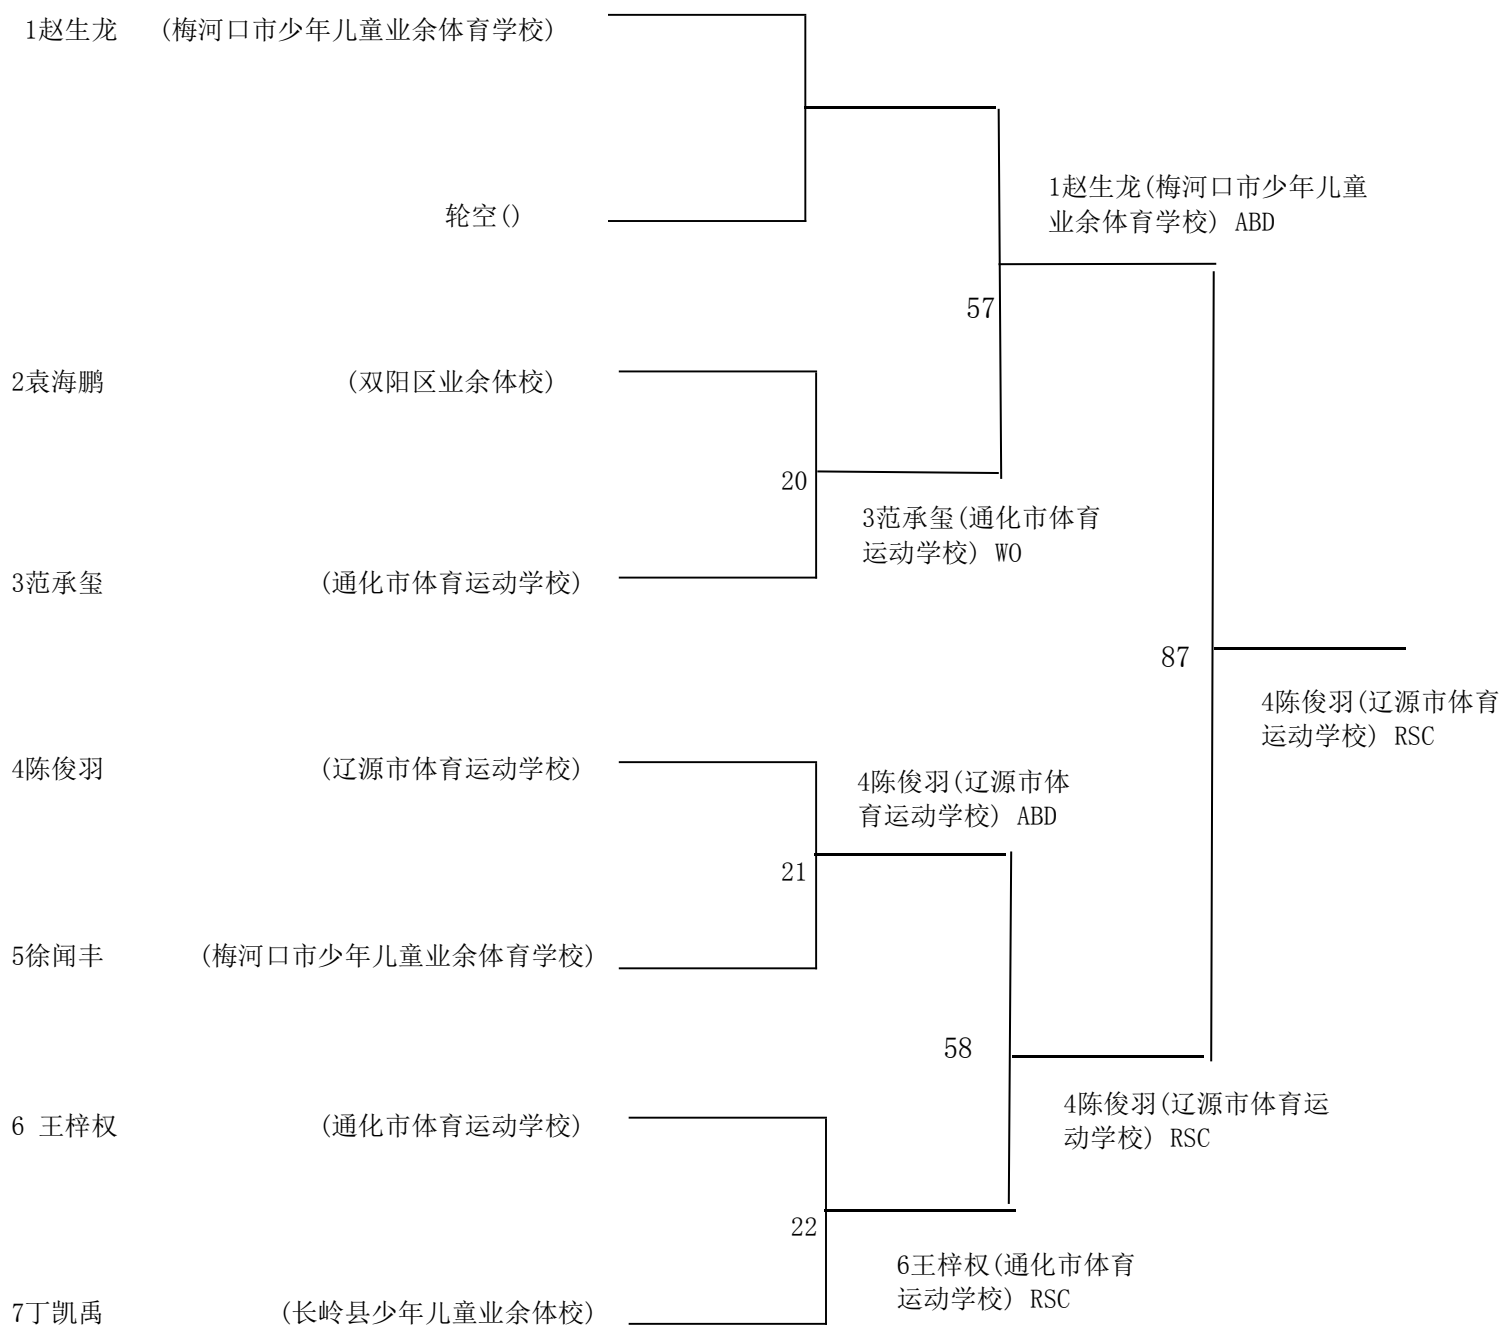 1赵生龙 (梅河口市少年儿童业余体育学校)
轮空()
1赵生龙(梅河口市少年儿童
业余体育学校) ABD
57
2袁海鹏 (双阳区业余体校)
20
3范承玺(通化市体育
运动学校) WO
3范承玺 (通化市体育运动学校)
87
4陈俊羽(辽源市体育
运动学校) RSC
4陈俊羽 (辽源市体育运动学校)
4陈俊羽(辽源市体
育运动学校) ABD
21
5徐闻丰 (梅河口市少年儿童业余体育学校)
58
4陈俊羽(辽源市体育运
动学校) RSC
6 王梓权 (通化市体育运动学校)
22
6王梓权(通化市体育
运动学校) RSC
7丁凯禹 (长岭县少年儿童业余体校)